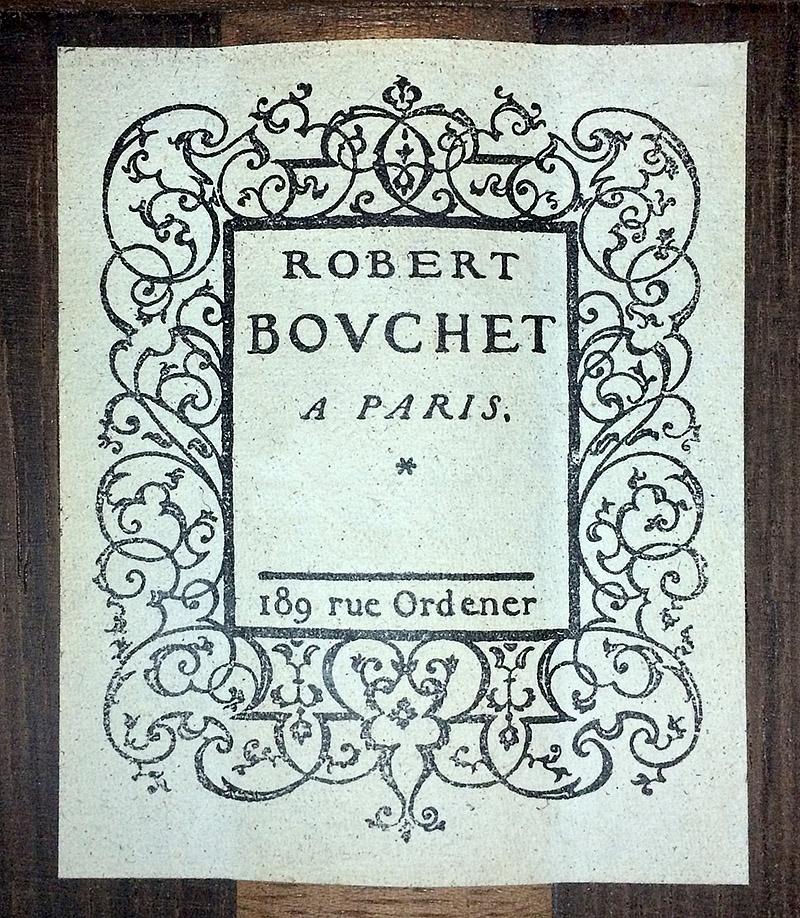 ROBERT
BOVCHET
A PARIS.
*
189 rue Ordener